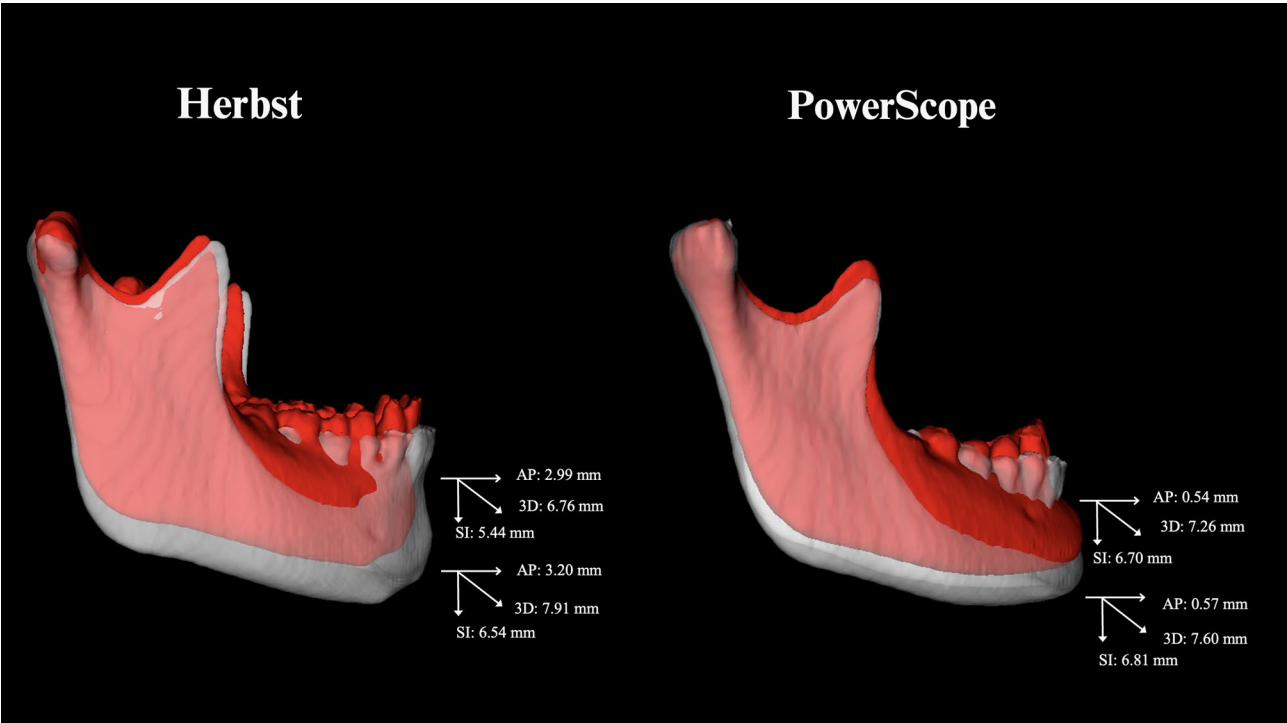 Herbst
PowerScope
AP: 2.99 mm
3D: 6.76 mm
SI: 5.44 mm
AP: 3.20 mm
3D: 7.91 mm
SI: 6.54 mm
AP: 0.54 mm
3D: 7.26 mm
SI: 6.70 mm
AP: 0.57 mm
3D: 7.60 mm
SI: 6.81 mm